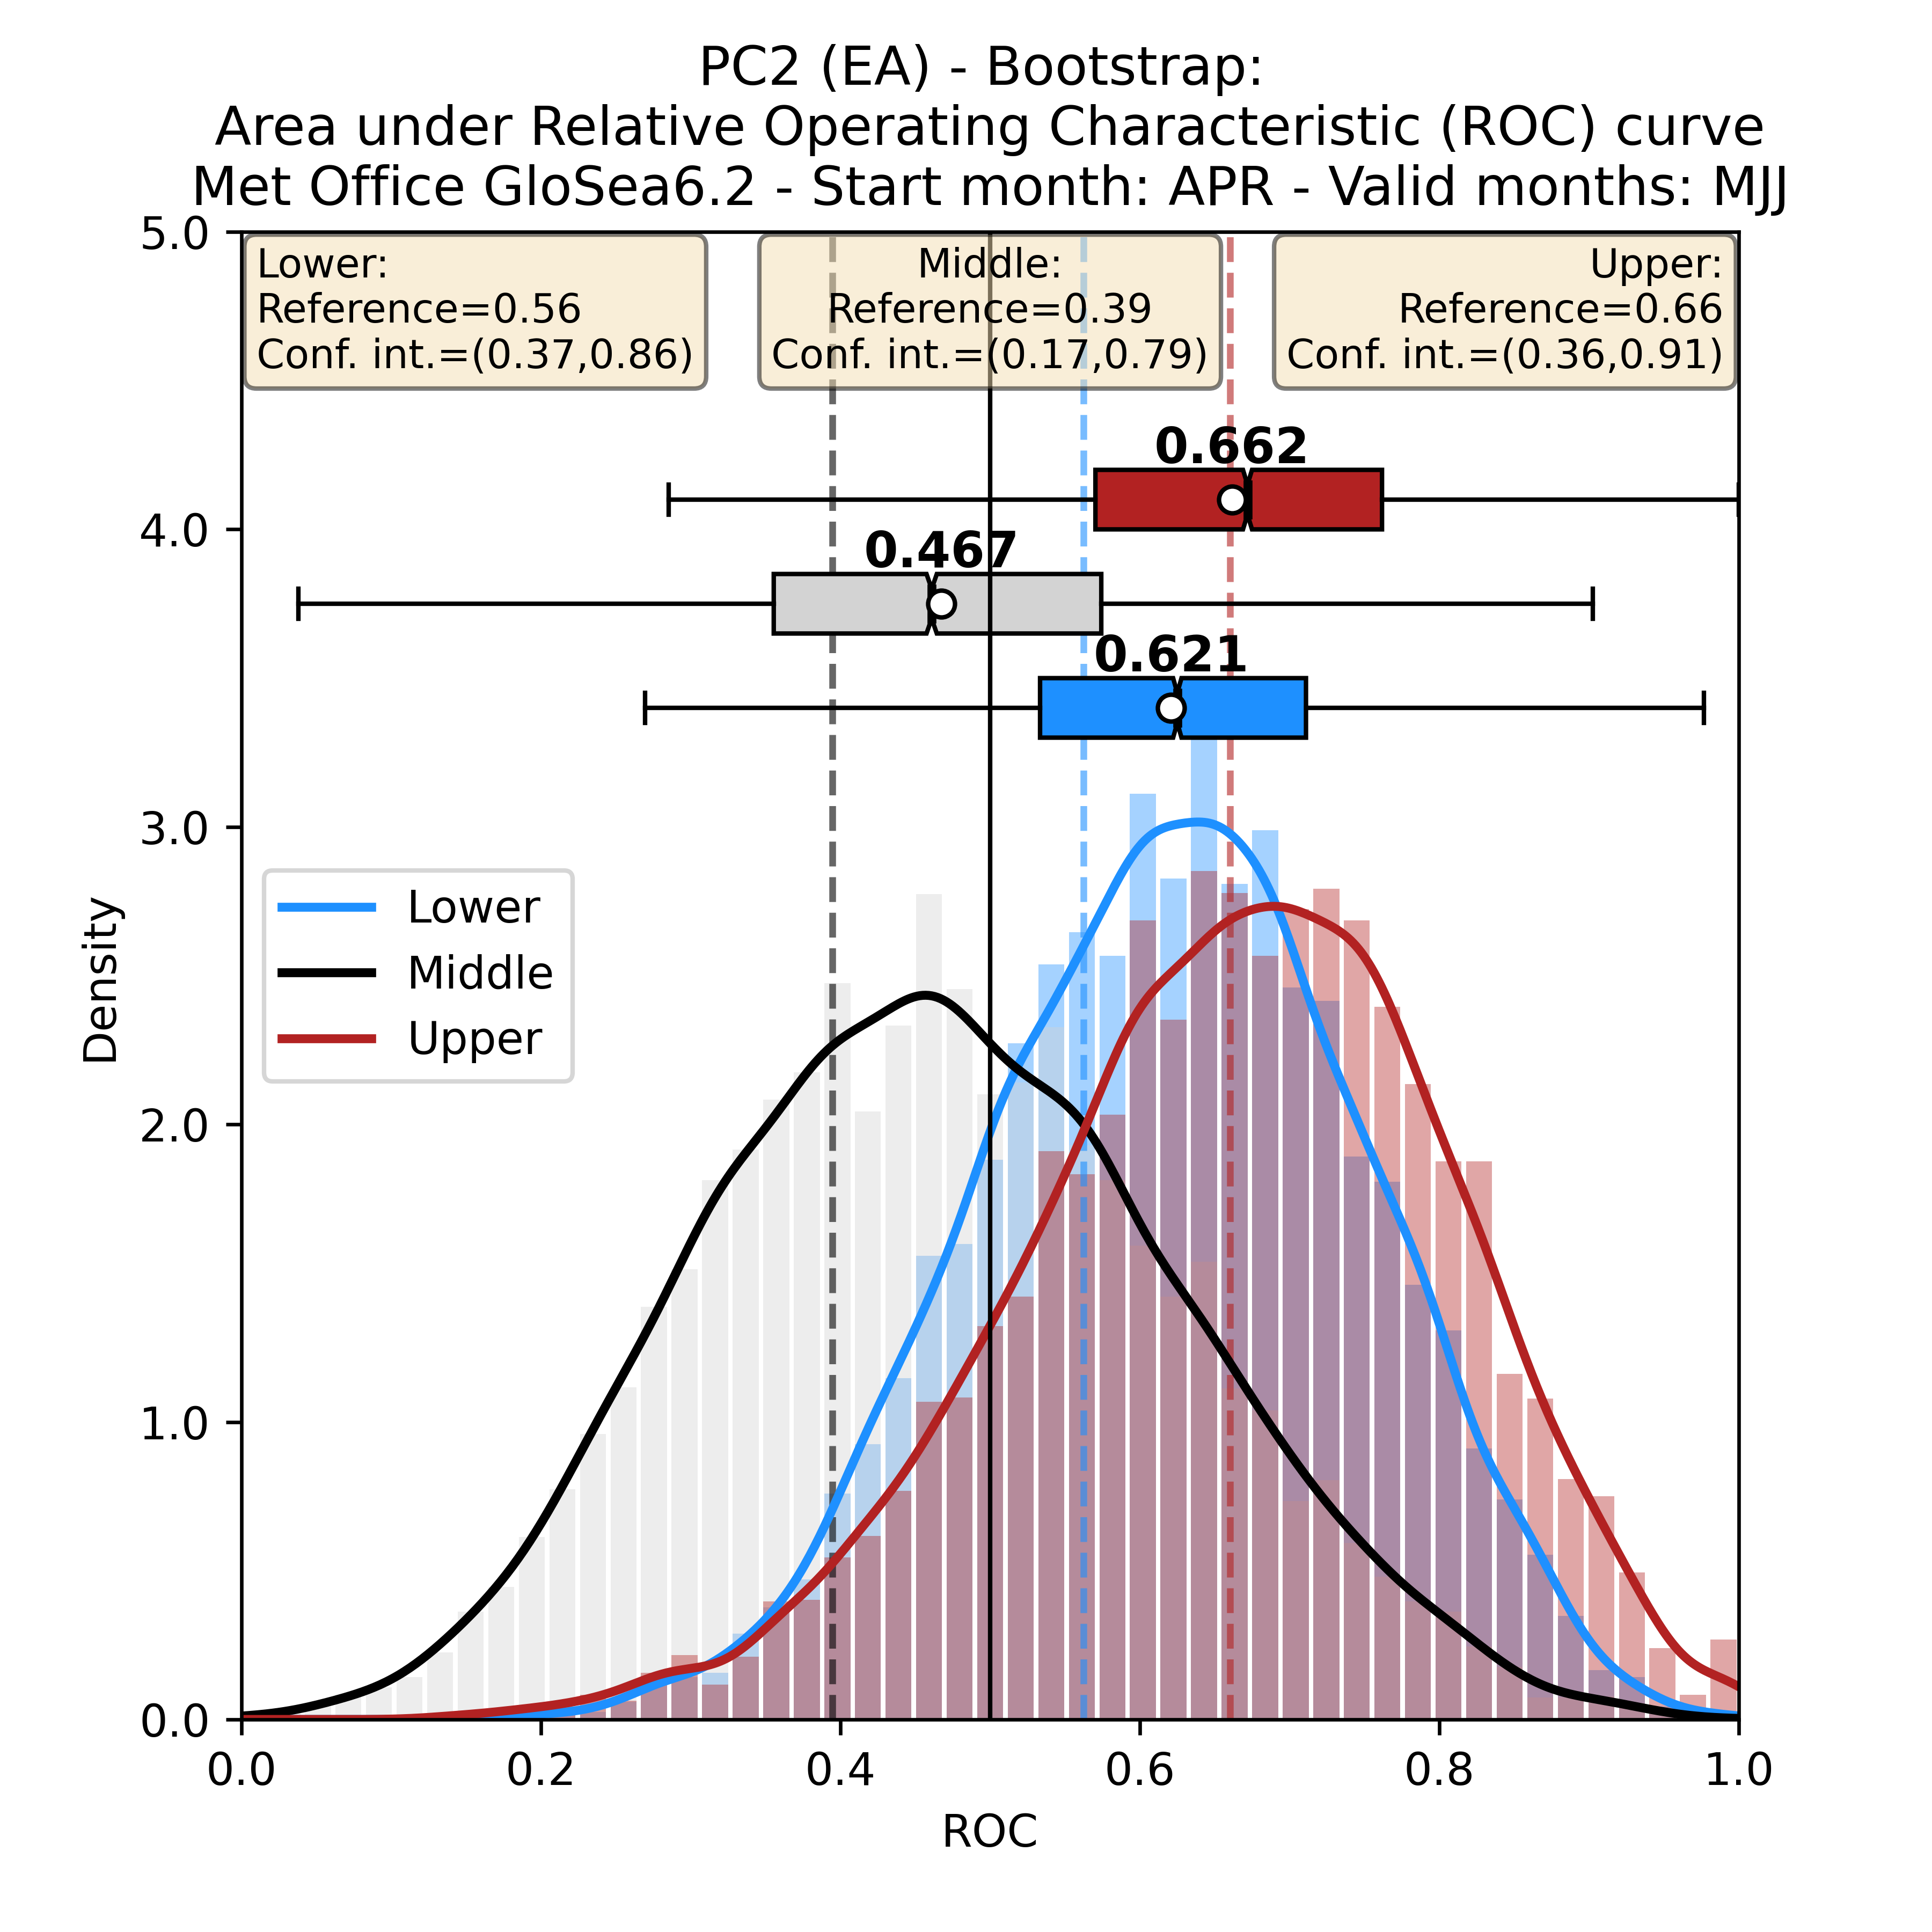 PC2 (EA) - Bootstrap:
Area under Relative Operating Characteristic (ROC) curve
Met Office GloSea6.2 - Start month: APR - Valid months: MJJ
Lower:
Reference=0.56
Conf. int.=(0.37,0.86)
Middle:
Reference=0.39
Conf. int.=(0.17,0.79)
Upper:
Reference=0.66
Conf. int.=(0.36,0.91)
0.662
0.467
0.621
Lower
Middle
Upper
Density
5.0
4.0
3.0
2.0
1.0
0.0
0.0 0.2 0.4 0.6 0.8 1.0
ROC